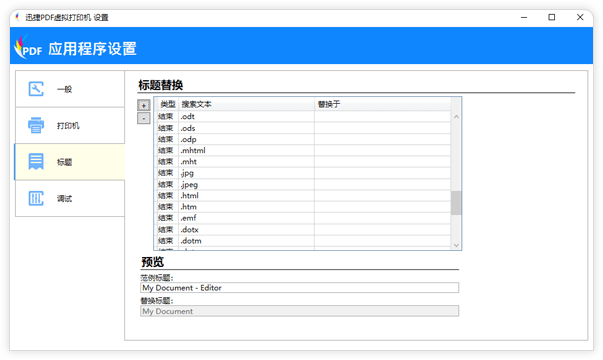 迅捷PDF虚拟打印机 设置
PDF 应用程序设置
一般
打印机
标题
调试
标题替换
+
-
类型 搜索文本 替换于
结束 .odt
结束 .ods
结束 .odp
结束 .mhtml
结束 .mht
结束 .jpg
结束 .jpeg
结束 .html
结束 .htm
结束 .emf
结束 .dotx
结束 .dotm
预览
范例标题:
My Document - Editor
替换标题:
My Document